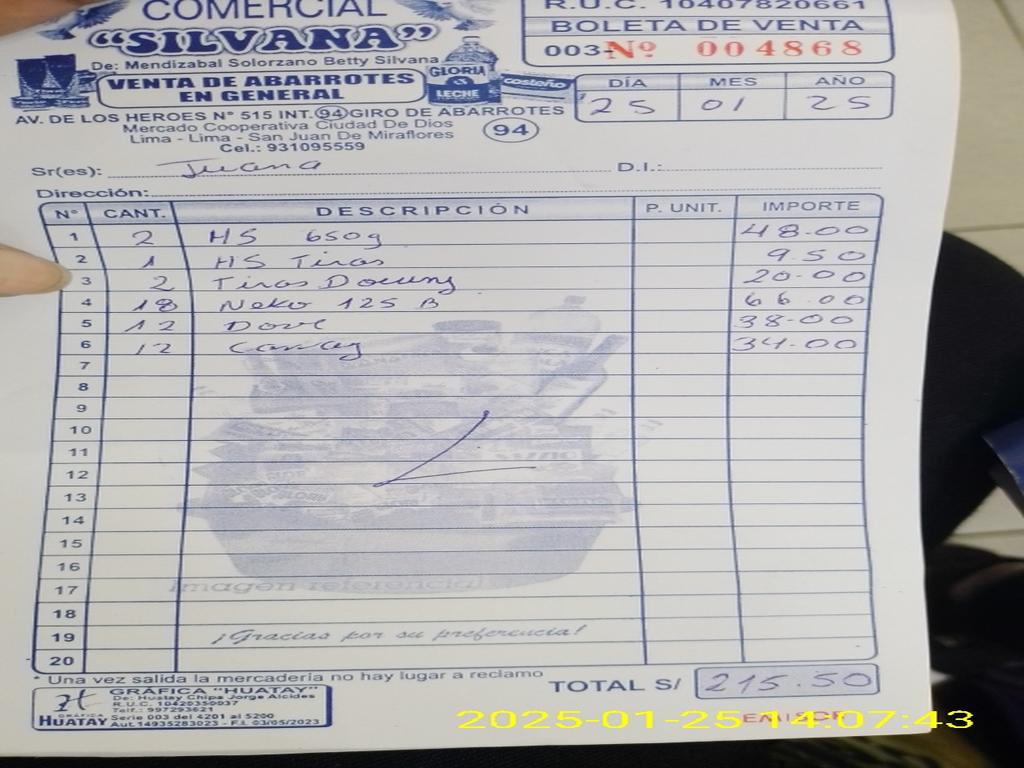 COMERCIAL
"SILVANA"
De: Mendizabal Solorzano Betty Silvana
VENTA DE ABARROTES
EN GENERAL
GLORIA
LECHE
costeño
AV. DE LOS HEROES N° 515 INT. 94 GIRO DE ABARROTES
Mercado Cooperativa Ciudad De Dios
Lima - Lima - San Juan De Miraflores
Cel.: 931095559
94
R.U.C. 10407820661
BOLETA DE VENTA
003- Nº 004868
DÍA MES AÑO
25 01 25
Sr(es): Juana D.I.:
Dirección:
N° CANT. DESCRIPCIÓN P. UNIT. IMPORTE
1 2 HS 650g 48.00
2 1 HS Tiras 9.50
3 2 Tiras Downy 20.00
4 18 Neko 125 B 66.00
5 12 Dove 38.00
6 12 Camay 34.00
7
8
9
10
11
12
13
14
15
16
17
Imagen referencial
18
19 ¡Gracias por su preferencia!
20
* Una vez salida la mercadería no hay lugar a reclamo
TOTAL S/ 215.50
GRÁFICA "HUATAY"
De: Huatay Chipa Jorge Alcides
R.U.C. 10420350037
Telf.: 997293621
Serie 003 del 4201 al 5200
Aut.14935283023 - F.I. 03/05/2023
GRÁFICA
HUATAY
EMISOR
2025-01-25 14:07:43